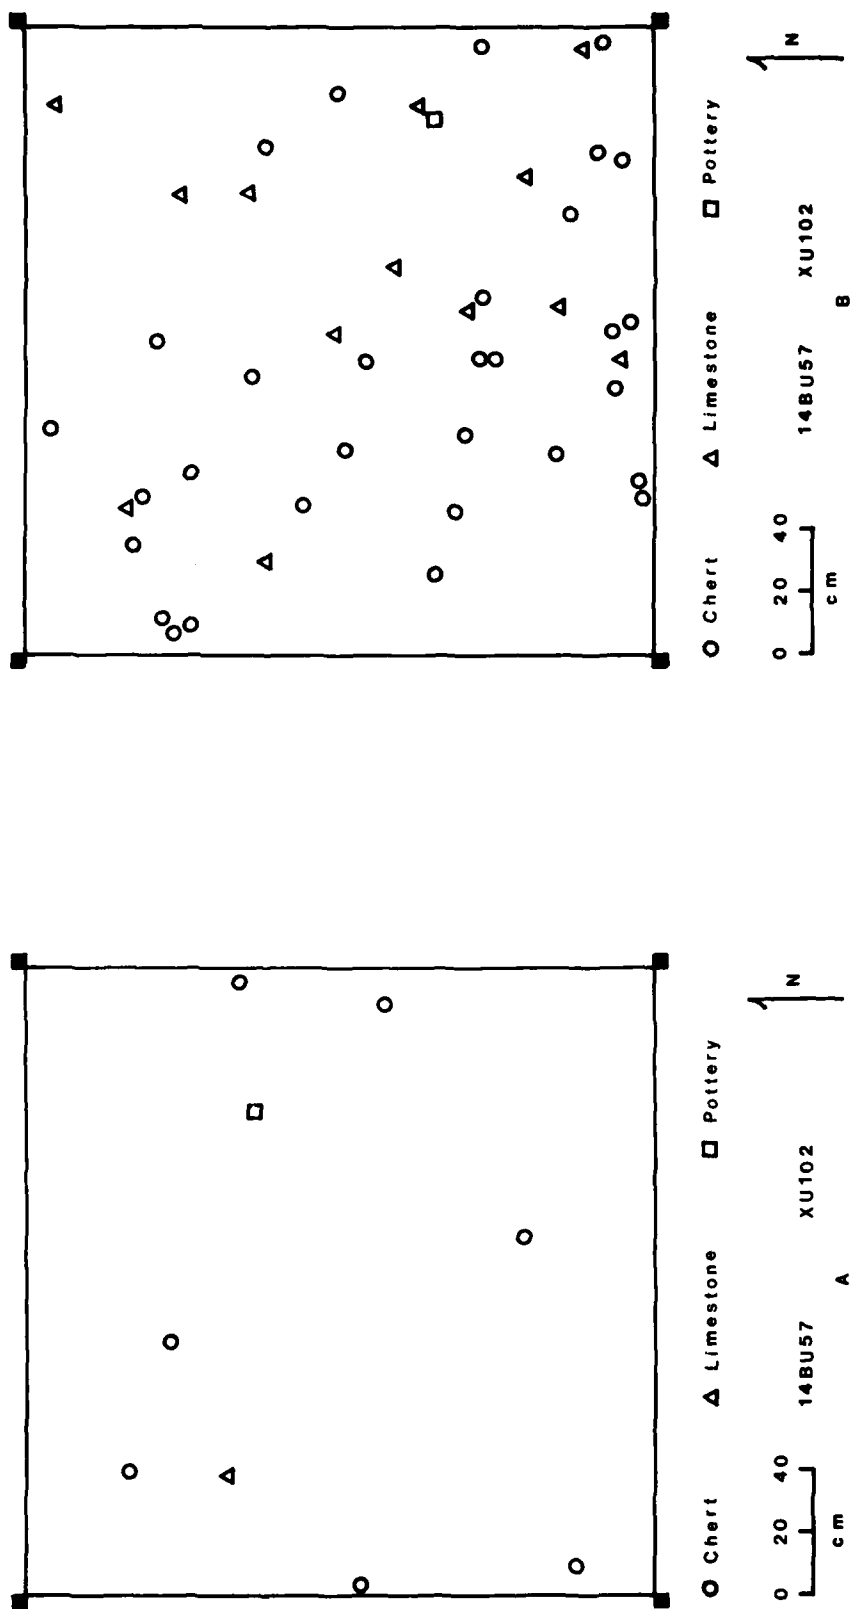 O Chert △ Limestone □ Pottery
0 20 40
cm
14BU57 XU102
N
A
O Chert △ Limestone □ Pottery
0 20 40
cm
14BU57 XU102
N
B